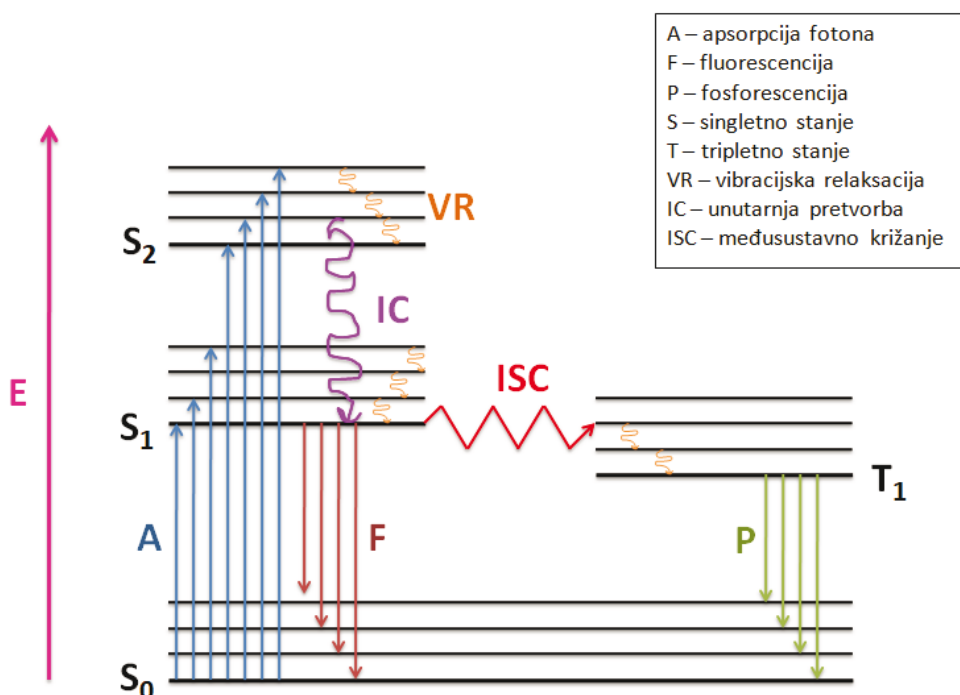 A – apsorpcija fotona
F – fluorescencija
P – fosforescencija
S – singletno stanje
T – tripletno stanje
VR – vibracijska relaksacija
IC – unutarnja pretvorba
ISC – međusustavno križanje
VR
S₂
IC
E
ISC
S₁
T₁
A
F
P
S₀